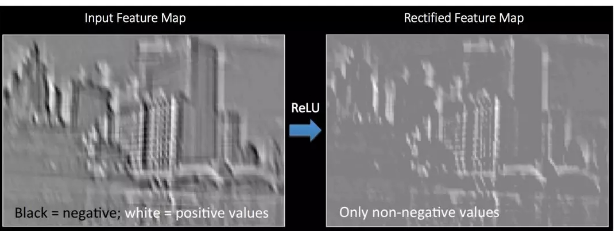 Input Feature Map
Rectified Feature Map
ReLU
Black = negative; white = positive values
Only non-negative values